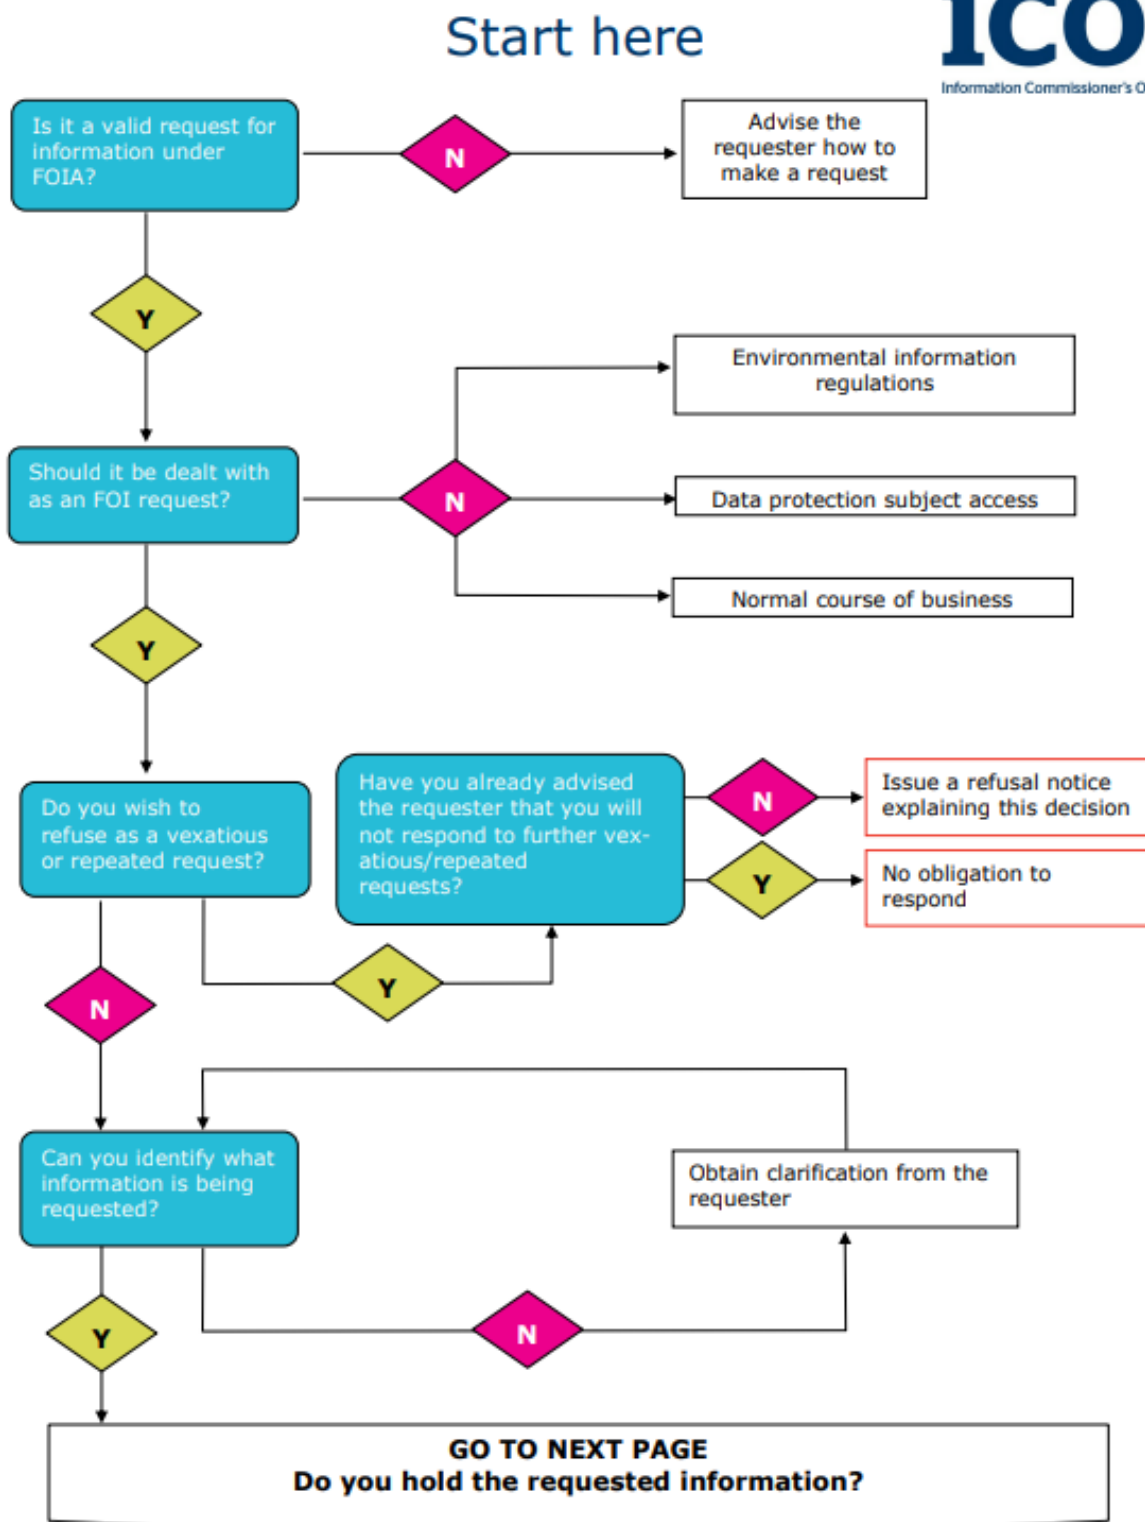 Start here
ico
Information Commissioner's O
Is it a valid request for
information under
FOIA?
N
Advise the
requester how to
make a request
Y
Environmental information
regulations
Should it be dealt with
as an FOI request?
N
Data protection subject access
Normal course of business
Y
Do you wish to
refuse as a vexatious
or repeated request?
Have you already advised
the requester that you will
not respond to further vex-
atious/repeated
requests?
N
Issue a refusal notice
explaining this decision
Y
No obligation to
respond
Y
N
Can you identify what
information is being
requested?
Obtain clarification from the
requester
N
Y
GO TO NEXT PAGE
Do you hold the requested information?